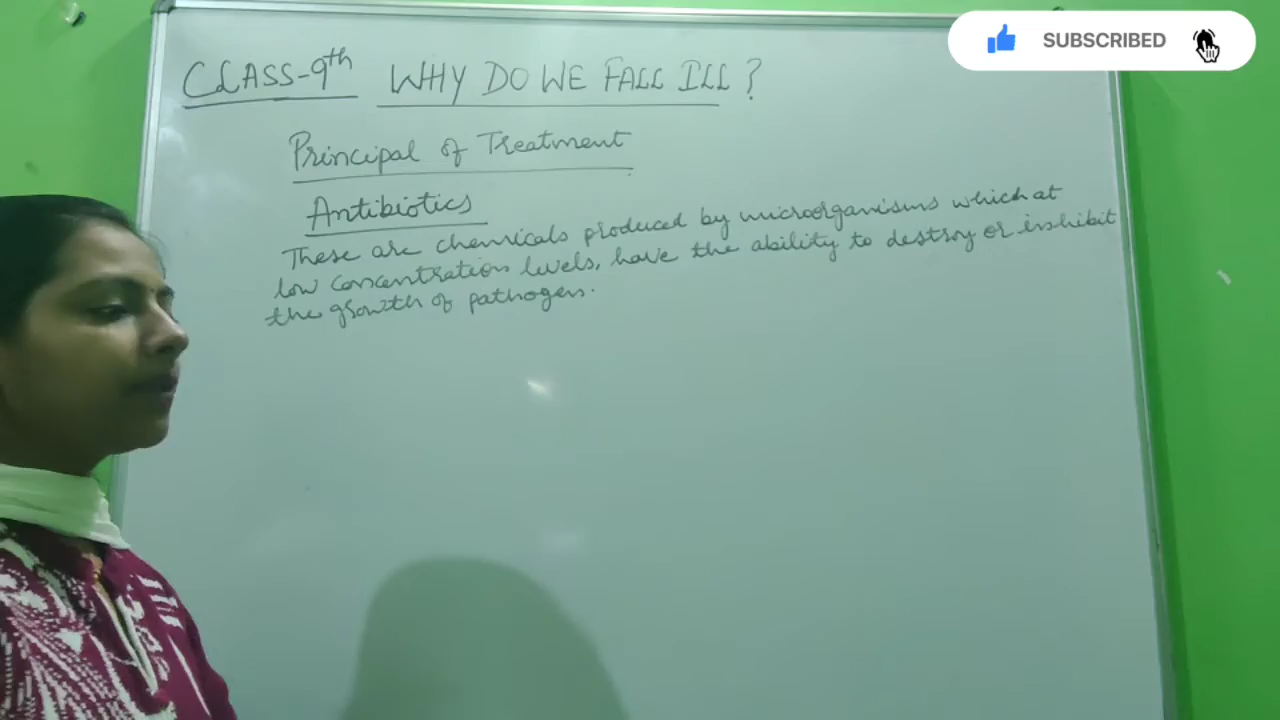 SUBSCRIBED
CLASS-9th WHY DO WE FALL ILL ?
Principal of Treatment
Antibiotics
These are chemicals produced by microorganisms which at
low concentration levels, have the ability to destroy or inhibit
the growth of pathogens.